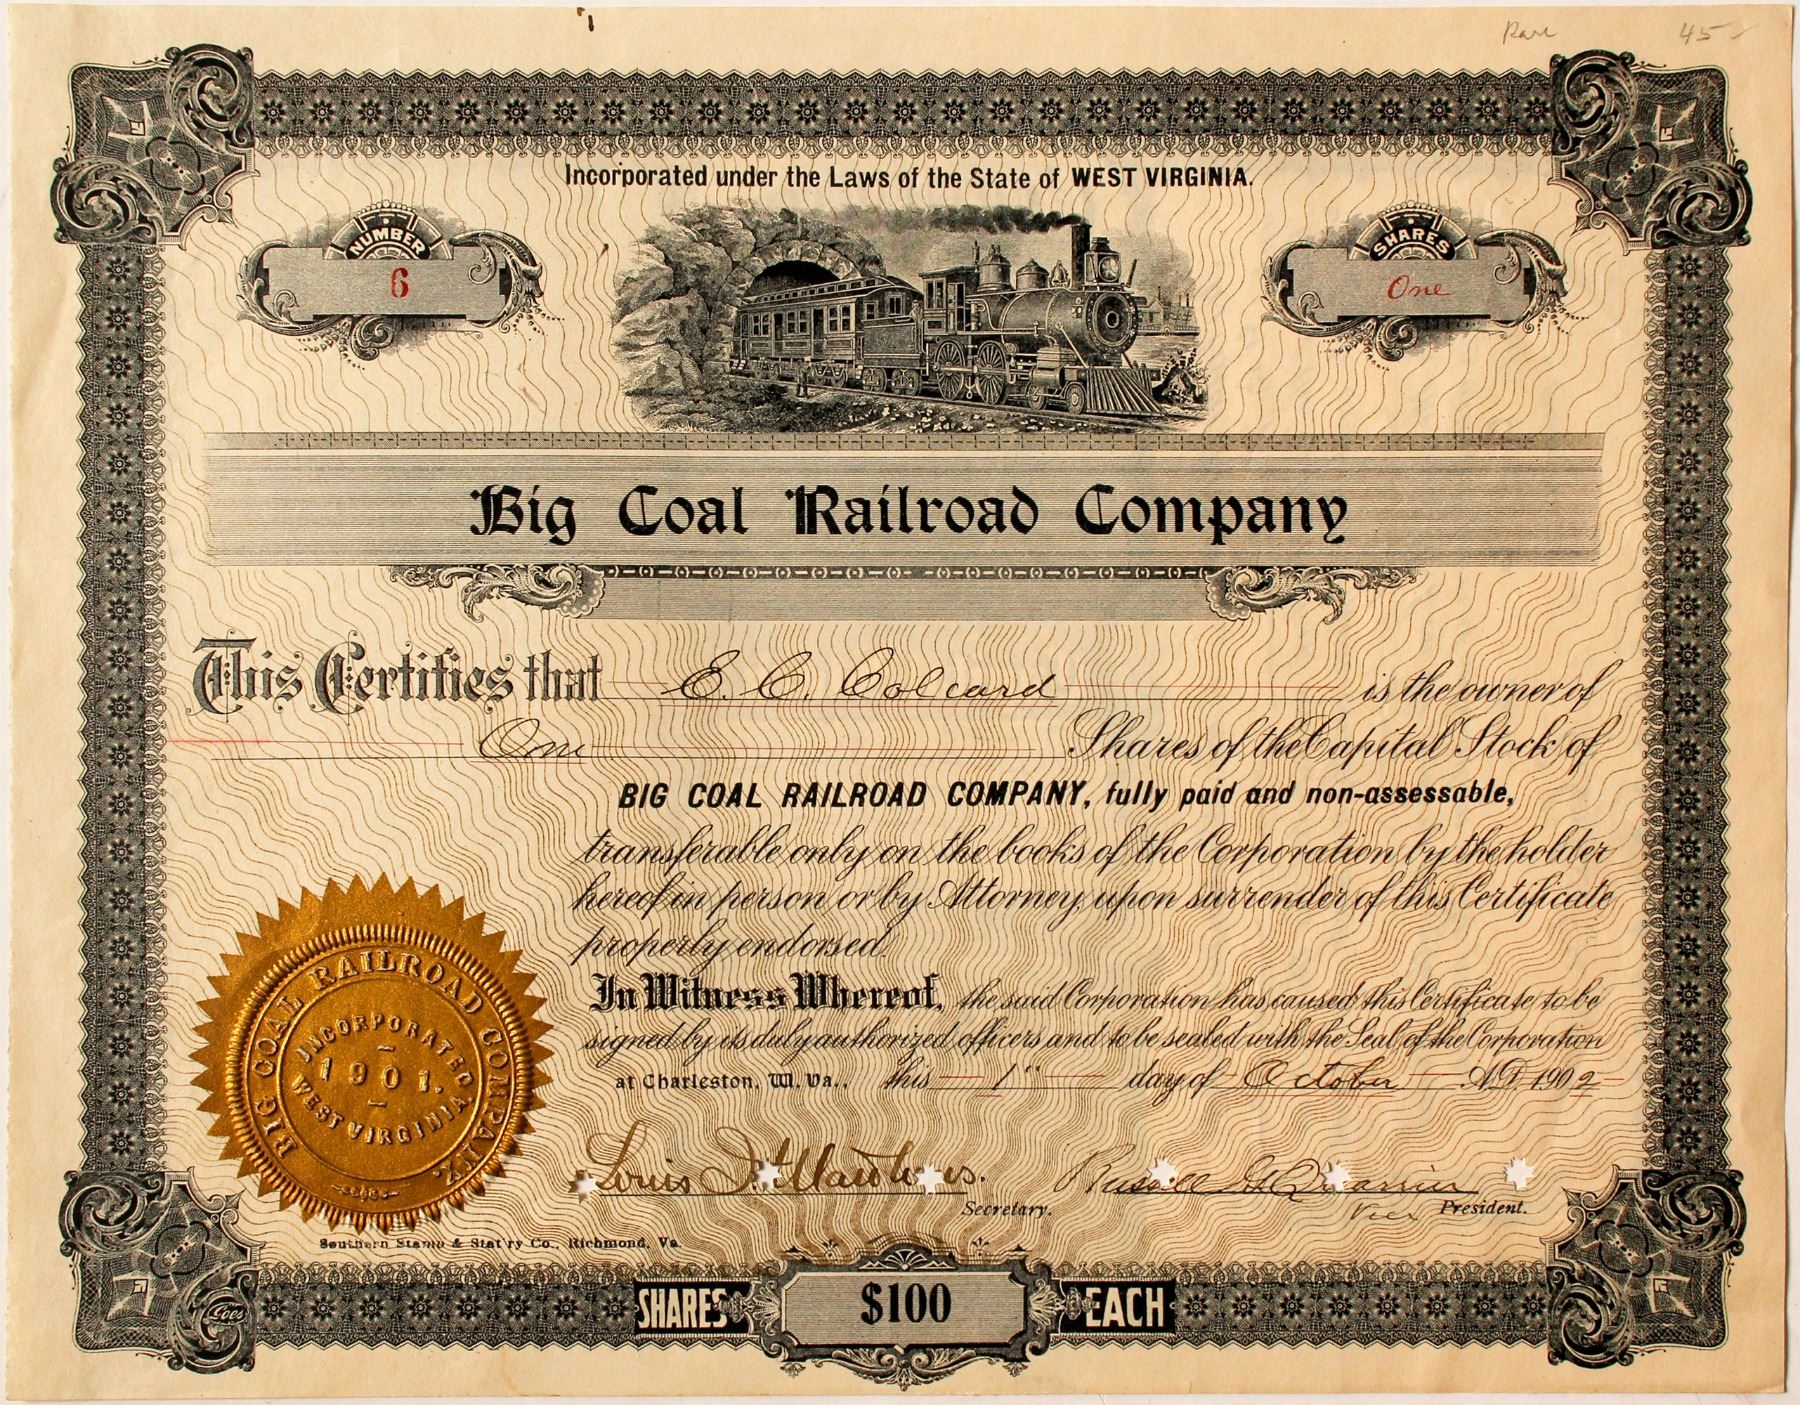 Rare 45
Incorporated under the Laws of the State of WEST VIRGINIA.
NUMBER
6
SHARES
One
Big Coal Railroad Company
This Certifies that E. C. Colcard is the owner of
One Shares of the Capital Stock of
BIG COAL RAILROAD COMPANY, fully paid and non-assessable,
transferable only on the books of the Corporation by the holder
hereof in person or by Attorney, upon surrender of this Certificate
properly endorsed.
In Witness Whereof, the said Corporation has caused this Certificate to be
signed by its duly authorized officers and to be sealed with the Seal of the Corporation
at Charleston, W. Va., this 1" day of October A.D. 1902
BIG COAL RAILROAD COMPANY.
INCORPORATED
1901.
WEST VIRGINIA.
Louis
Secretary.
Russell G. Quarrier
Vice President.
Southern Stamp & Stat'ry Co., Richmond, Va.
Goes
SHARES $100 EACH